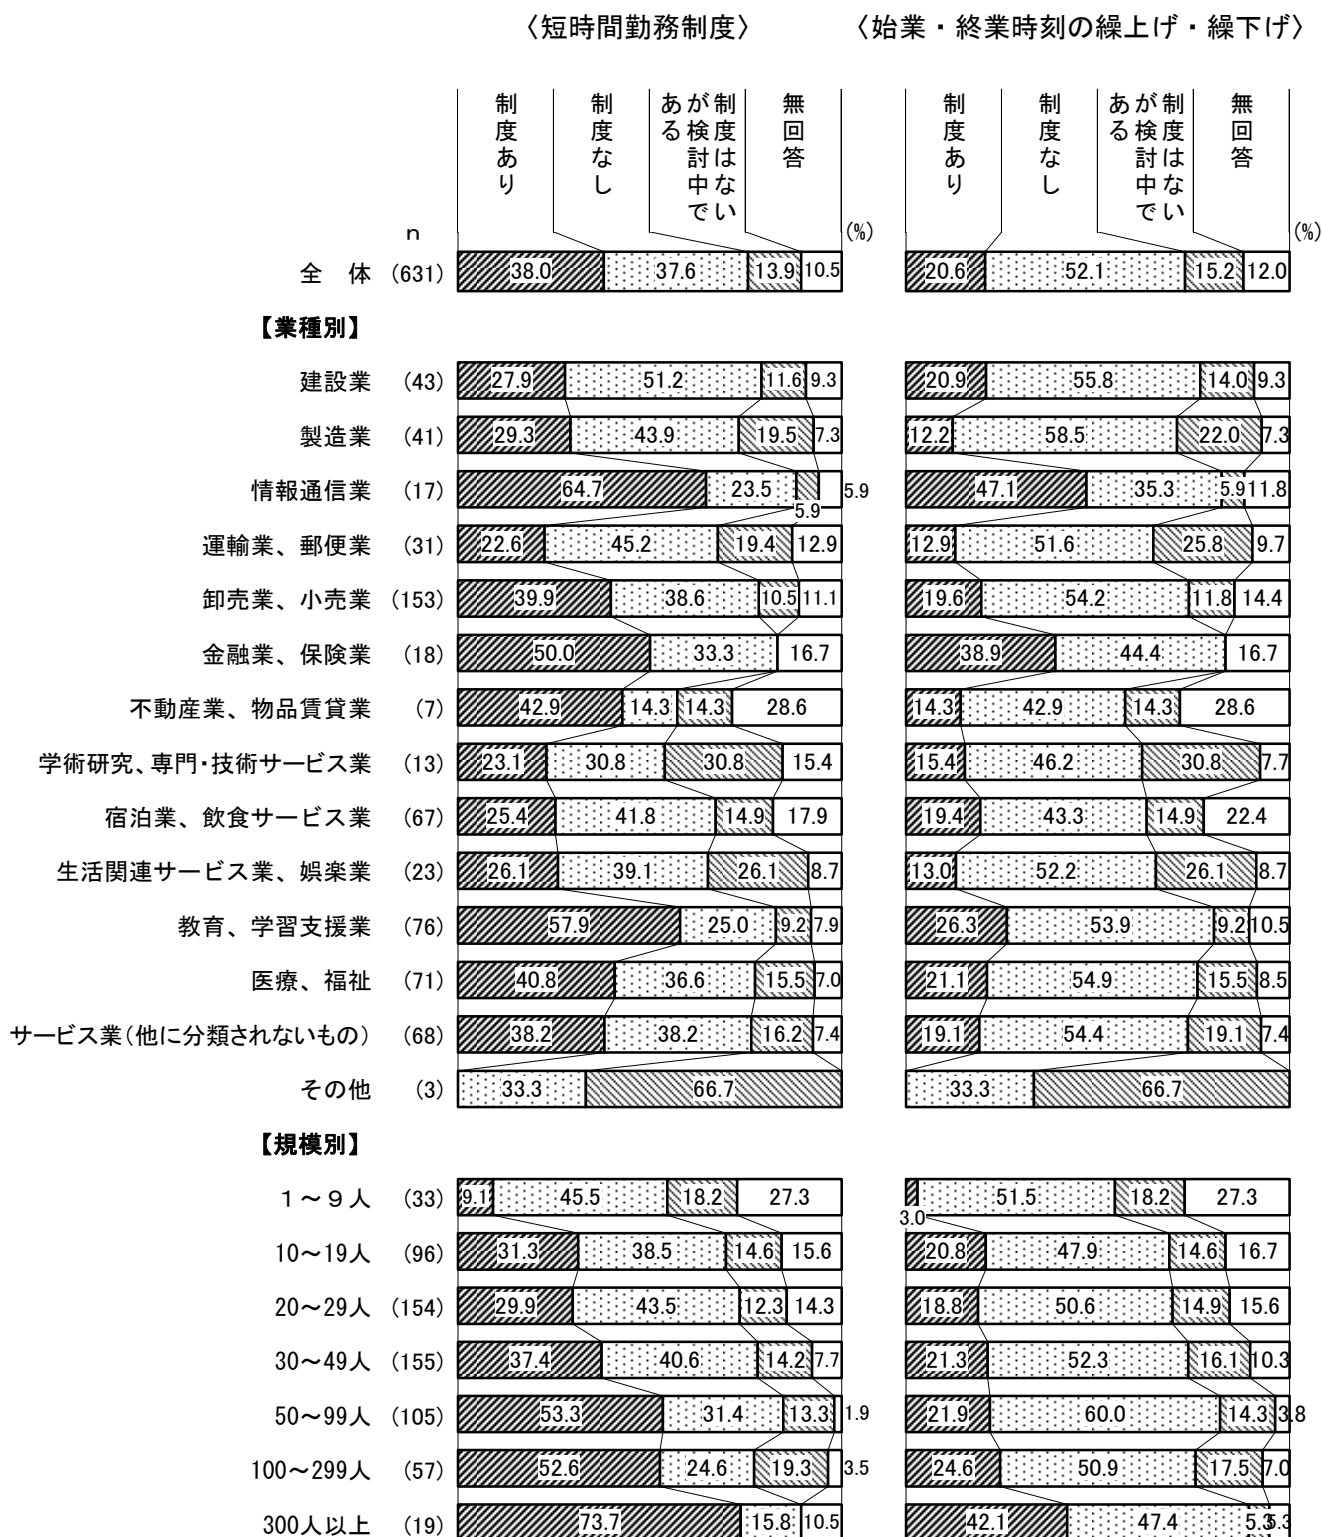 〈短時間勤務制度〉 〈始業・終業時刻の繰上げ・繰下げ〉
制度あり 制度なし 制度はないが検討中である 無回答 制度あり 制度なし 制度はないが検討中である 無回答
n (%) (%)
全 体 (631) 38.0 37.6 13.9 10.5 20.6 52.1 15.2 12.0
【業種別】
建設業 (43) 27.9 51.2 11.6 9.3 20.9 55.8 14.0 9.3
製造業 (41) 29.3 43.9 19.5 7.3 12.2 58.5 22.0 7.3
情報通信業 (17) 64.7 23.5 5.9 5.9 47.1 35.3 5.9 11.8
運輸業、郵便業 (31) 22.6 45.2 19.4 12.9 12.9 51.6 25.8 9.7
卸売業、小売業 (153) 39.9 38.6 10.5 11.1 19.6 54.2 11.8 14.4
金融業、保険業 (18) 50.0 33.3 16.7 38.9 44.4 16.7
不動産業、物品賃貸業 (7) 42.9 14.3 14.3 28.6 14.3 42.9 14.3 28.6
学術研究、専門・技術サービス業 (13) 23.1 30.8 30.8 15.4 15.4 46.2 30.8 7.7
宿泊業、飲食サービス業 (67) 25.4 41.8 14.9 17.9 19.4 43.3 14.9 22.4
生活関連サービス業、娯楽業 (23) 26.1 39.1 26.1 8.7 13.0 52.2 26.1 8.7
教育、学習支援業 (76) 57.9 25.0 9.2 7.9 26.3 53.9 9.2 10.5
医療、福祉 (71) 40.8 36.6 15.5 7.0 21.1 54.9 15.5 8.5
サービス業(他に分類されないもの) (68) 38.2 38.2 16.2 7.4 19.1 54.4 19.1 7.4
その他 (3) 33.3 66.7 33.3 66.7
【規模別】
１～９人 (33) 9.1 45.5 18.2 27.3 3.0 51.5 18.2 27.3
10～19人 (96) 31.3 38.5 14.6 15.6 20.8 47.9 14.6 16.7
20～29人 (154) 29.9 43.5 12.3 14.3 18.8 50.6 14.9 15.6
30～49人 (155) 37.4 40.6 14.2 7.7 21.3 52.3 16.1 10.3
50～99人 (105) 53.3 31.4 13.3 1.9 21.9 60.0 14.3 3.8
100～299人 (57) 52.6 24.6 19.3 3.5 24.6 50.9 17.5 7.0
300人以上 (19) 73.7 15.8 10.5 42.1 47.4 5.3 5.3